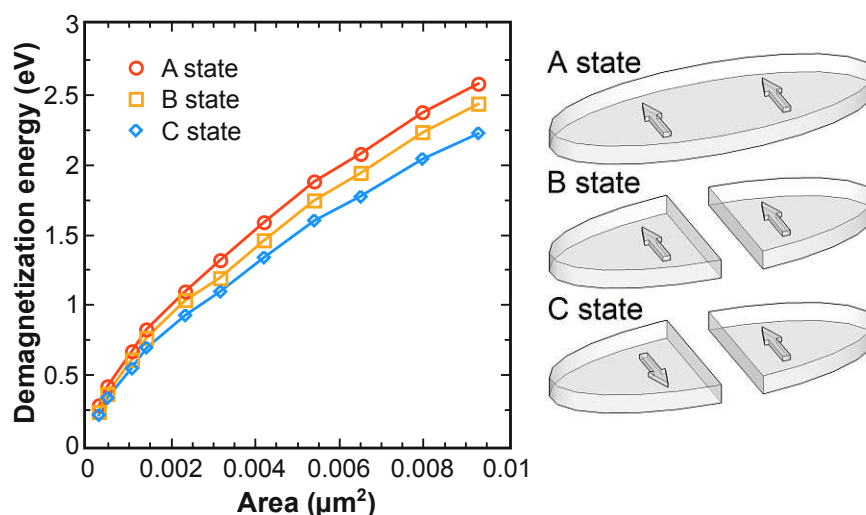 3
2.5
2
1.5
1
0.5
0
Demagnetization energy (eV)
A state
B state
C state
0 0.002 0.004 0.006 0.008 0.01
Area (μm²)
A state
B state
C state